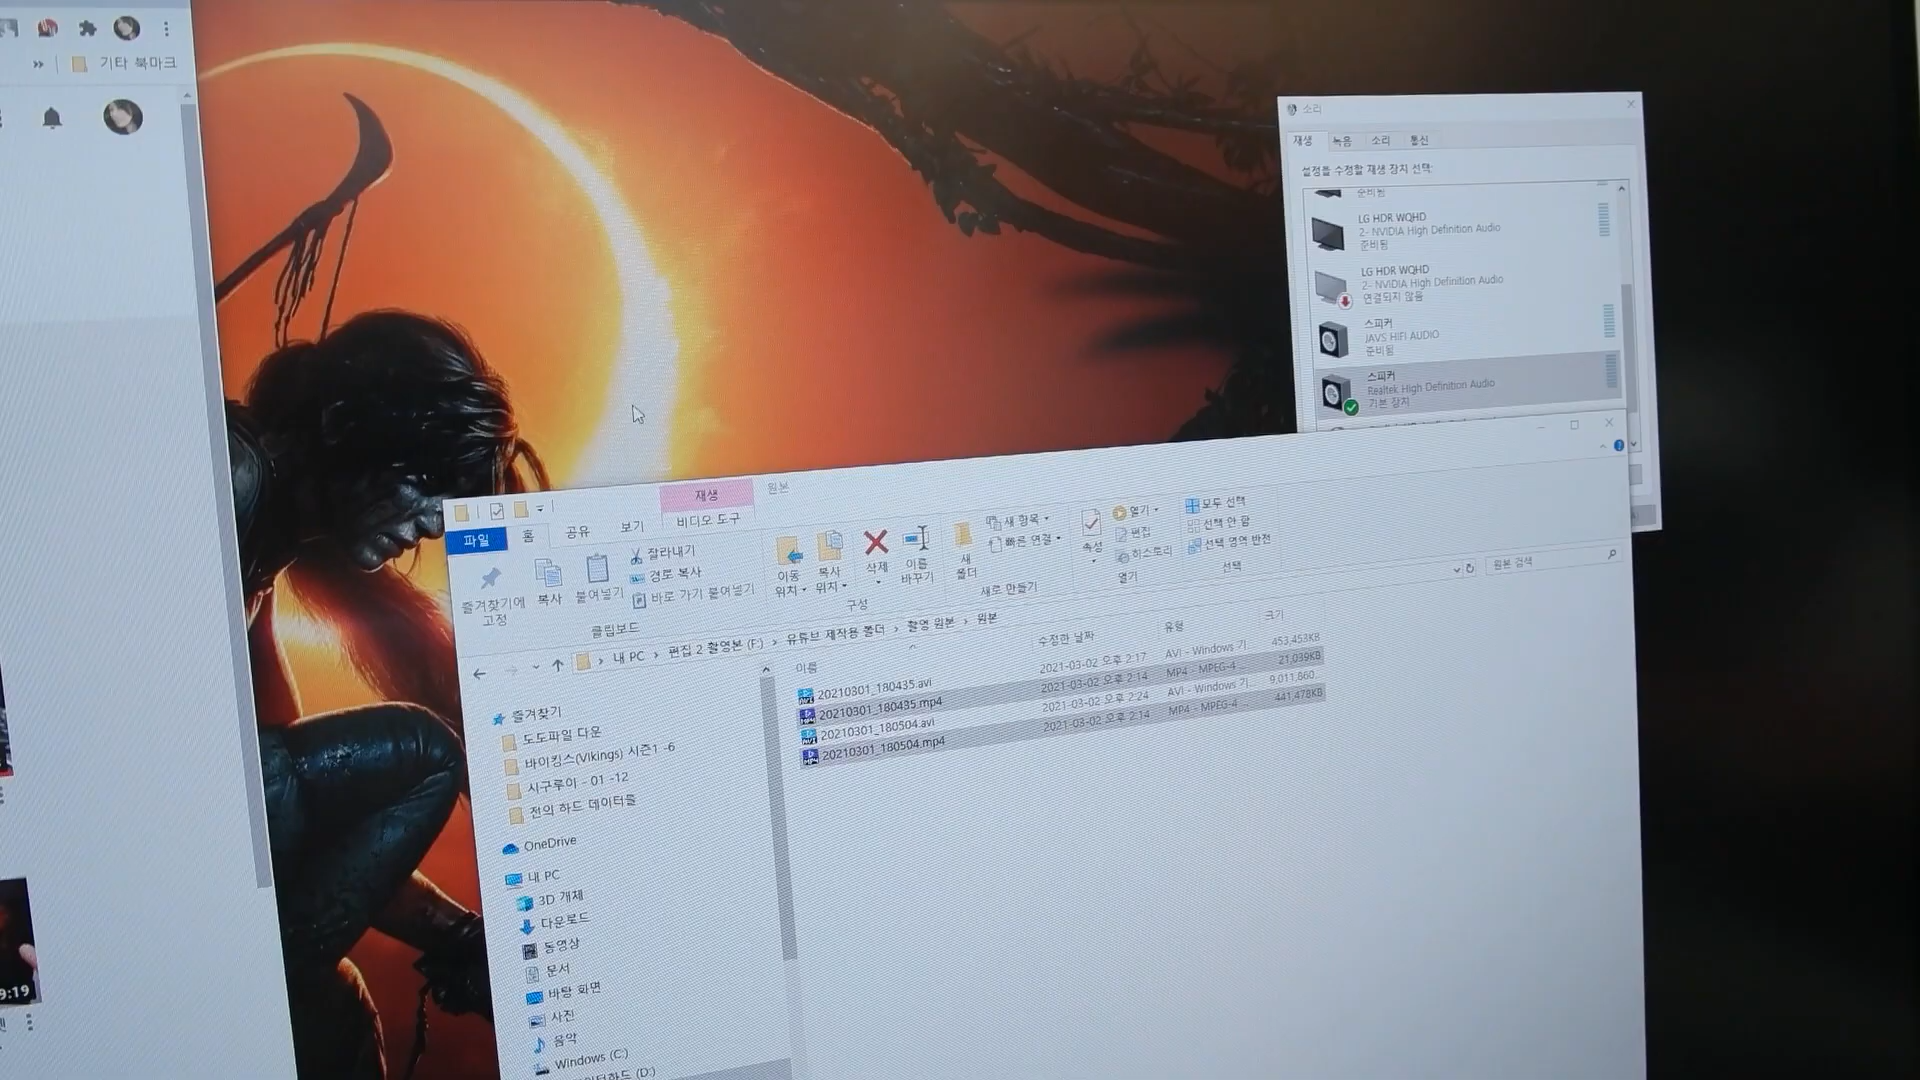 기타 북마크
소리
재생 녹음 소리 통신
설정을 수정할 재생 장치 선택:
준비됨
LG HDR WQHD
2- NVIDIA High Definition Audio
준비됨
LG HDR WQHD
2- NVIDIA High Definition Audio
연결되지 않음
스피커
JAVS HIFI AUDIO
준비됨
스피커
Realtek High Definition Audio
기본 장치
재생 원본
파일 홈 공유 보기 비디오 도구
즐겨찾기에
고정
복사
붙여넣기
잘라내기
경로 복사
바로 가기 붙여넣기
클립보드
이동
위치
복사
위치
삭제
이름
바꾸기
구성
새
폴더
새 항목
빠른 연결
새로 만들기
속성
열기
편집
히스토리
열기
모두 선택
선택 안 함
선택 영역 반전
선택
내 PC › 편집 2 촬영본 (F:) › 유튜브 제작용 폴더 › 촬영 원본 › 원본
원본 검색
이름 수정한 날짜 유형 크기
20210301_180435.avi 2021-03-02 오후 2:17 AVI - Windows 기... 453,453KB
20210301_180435.mp4 2021-03-02 오후 2:14 MP4 - MPEG-4 ... 21,039KB
20210301_180504.avi 2021-03-02 오후 2:24 AVI - Windows 기... 9,011,860...
20210301_180504.mp4 2021-03-02 오후 2:14 MP4 - MPEG-4 ... 441,478KB
즐겨찾기
도도파일 다운
바이킹스(Vikings) 시즌1 -6
시구루이 - 01 -12
전의 하드 데이터들
OneDrive
내 PC
3D 개체
다운로드
동영상
문서
바탕 화면
사진
음악
Windows (C:)
(D:)
9:19